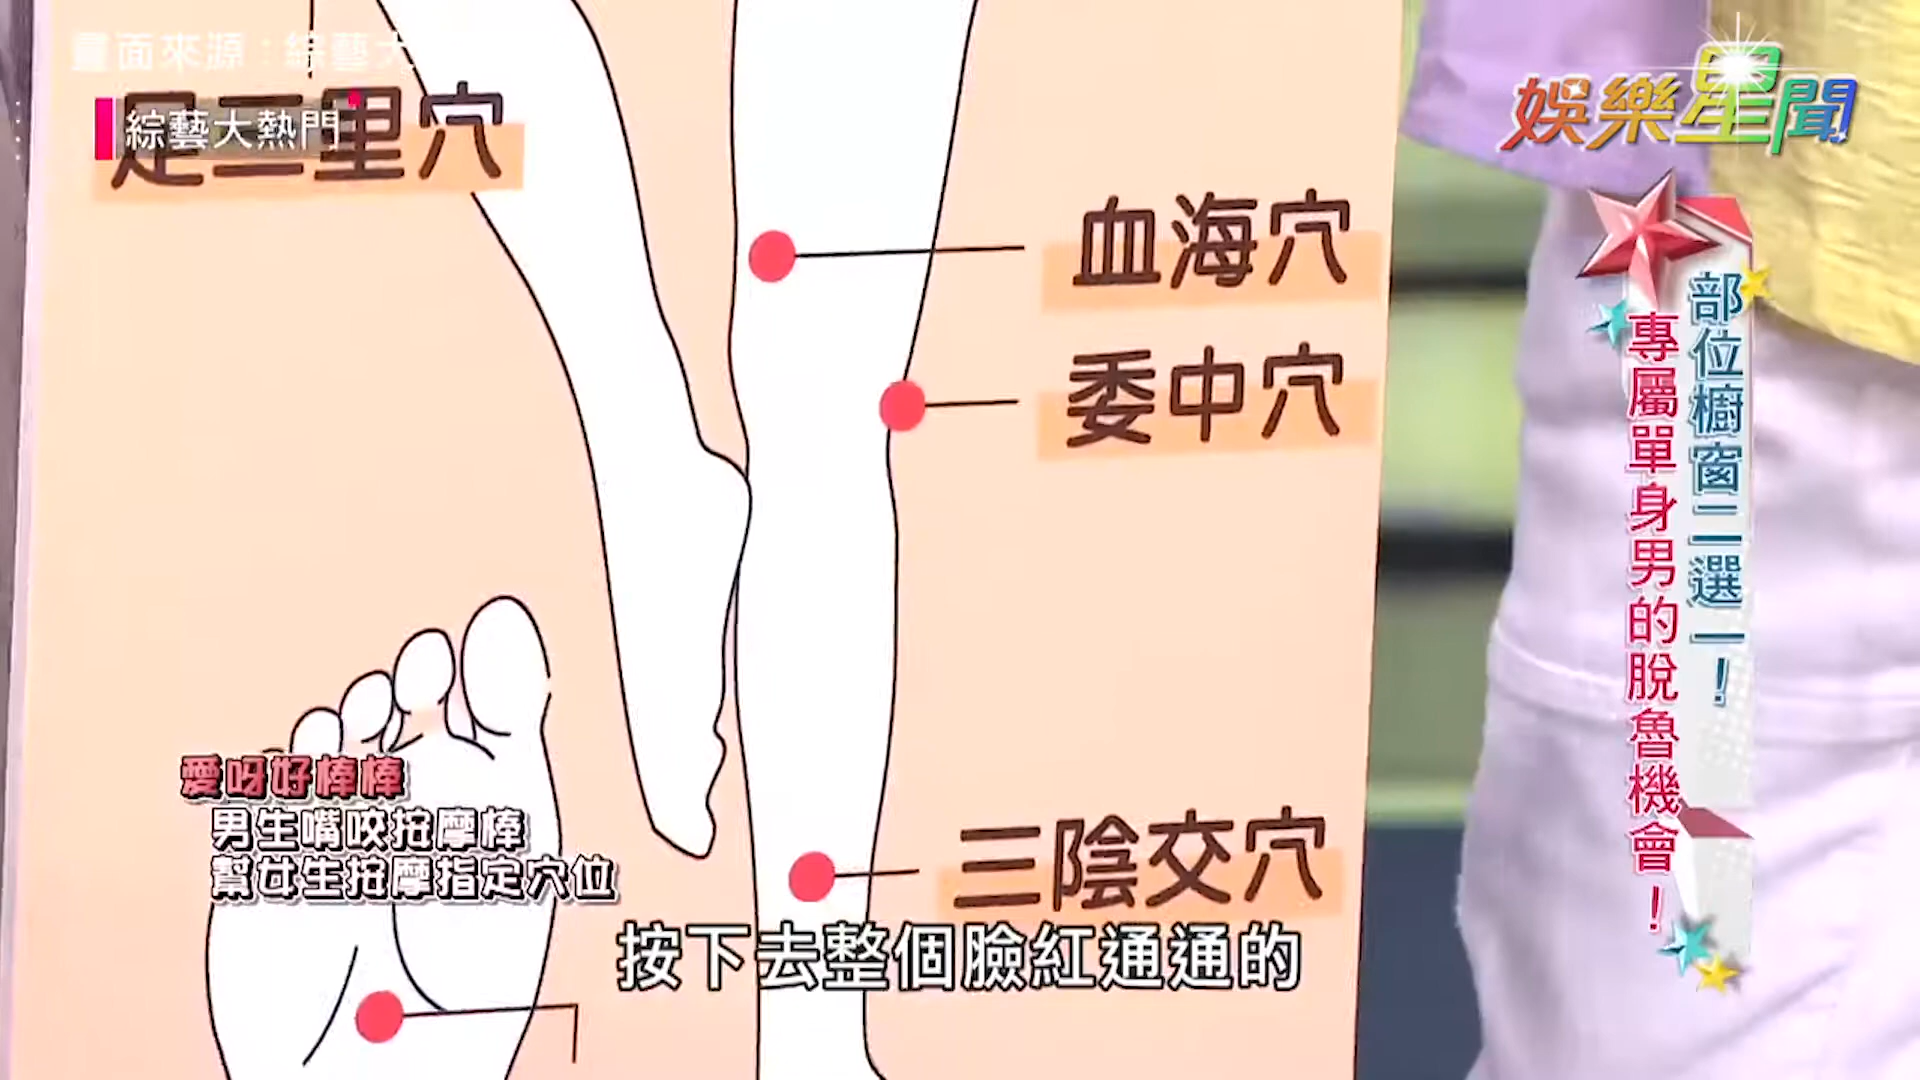 畫面來源：綜藝大
綜藝大熱門
足三里穴
娛樂星聞
血海穴
委中穴
三陰交穴
部位櫥窗二選一！
專屬單身男的脫魯機會！
愛呀好棒棒
男生嘴咬按摩棒
幫女生按摩指定穴位
按下去整個臉紅通通的